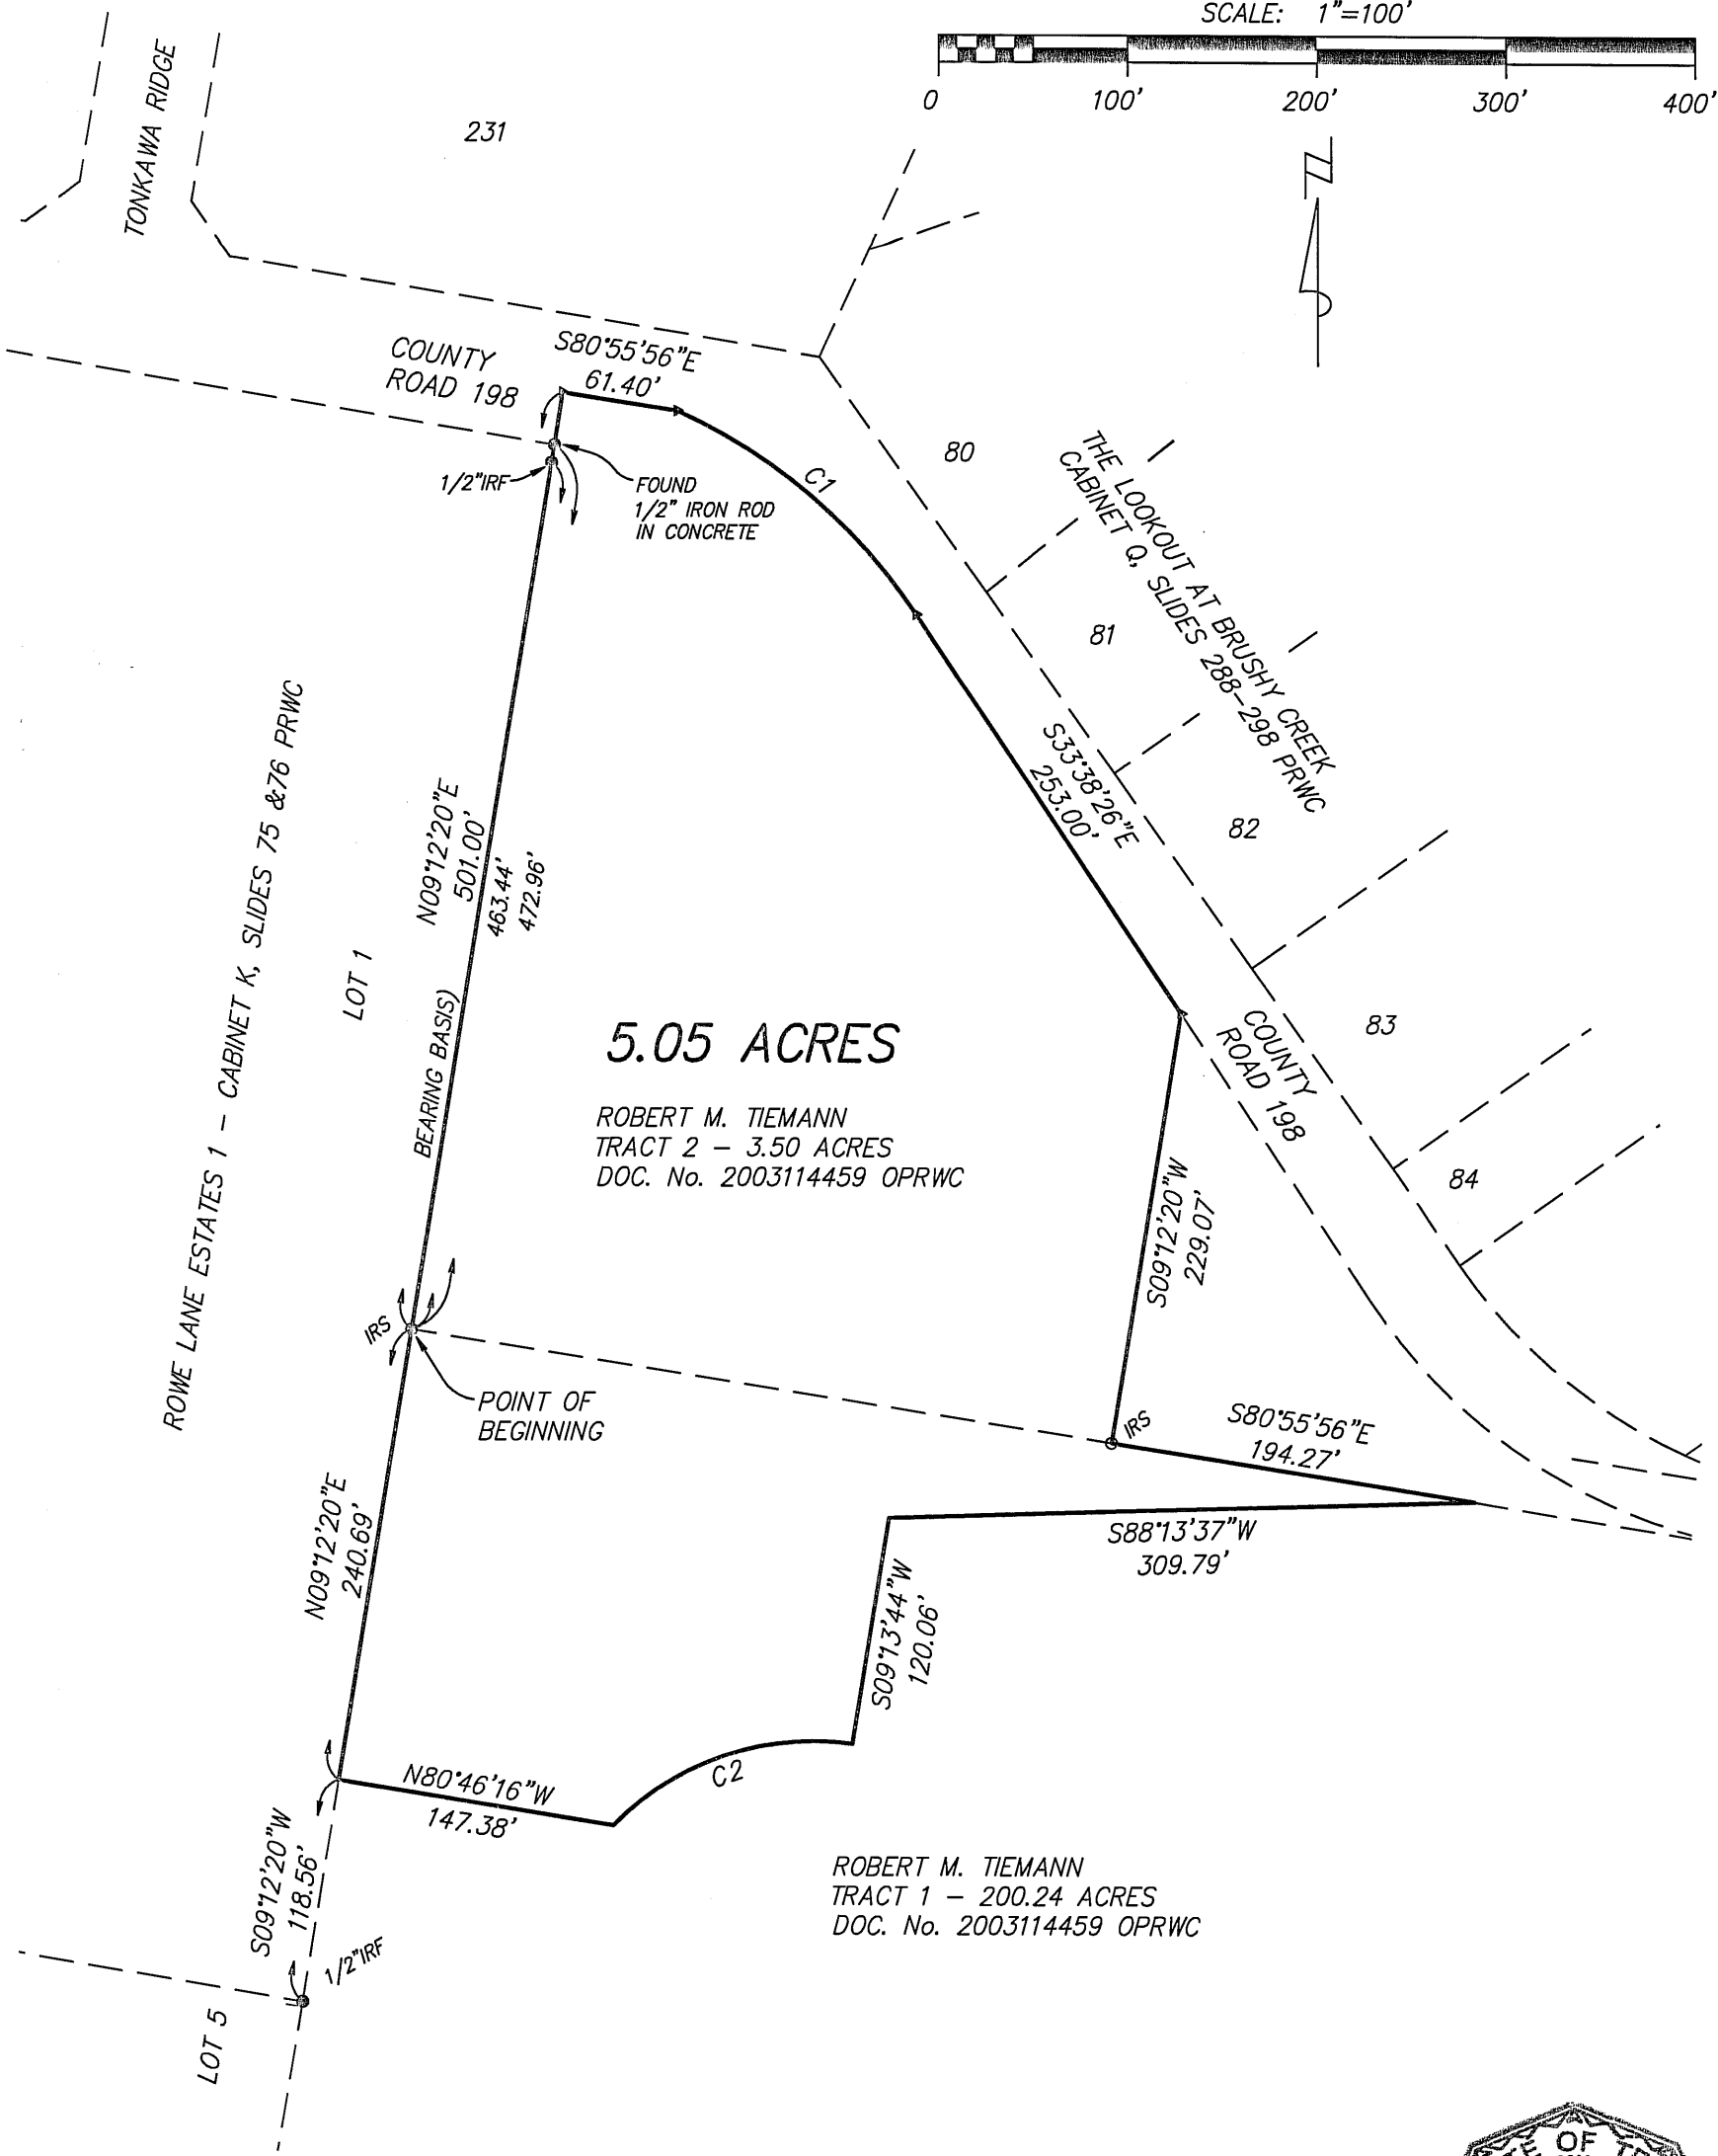 SCALE: 1"=100'
0 100' 200' 300' 400'
TONKAWA RIDGE
231
N
COUNTY
ROAD 198
S80°55'56"E
61.40'
1/2"IRF
FOUND
1/2" IRON ROD
IN CONCRETE
C1
80
THE LOOKOUT AT BRUSHY CREEK
CABINET Q, SLIDES 288-298 PRWC
81
82
83
84
S33°38'26"E
253.00'
ROWE LANE ESTATES 1 - CABINET K, SLIDES 75 &76 PRWC
LOT 1
N09°12'20"E
501.00'
463.44'
472.96'
BEARING BASIS)
5.05 ACRES
ROBERT M. TIEMANN
TRACT 2 - 3.50 ACRES
DOC. No. 2003114459 OPRWC
COUNTY
ROAD 198
S09°12'20"W
229.07'
IRS
POINT OF
BEGINNING
IRS
S80°55'56"E
194.27'
S88°13'37"W
309.79'
N09°12'20"E
240.69'
S09°13'44"W
120.06'
C2
N80°46'16"W
147.38'
S09°12'20"W
118.56'
1/2"IRF
LOT 5
ROBERT M. TIEMANN
TRACT 1 - 200.24 ACRES
DOC. No. 2003114459 OPRWC
OF